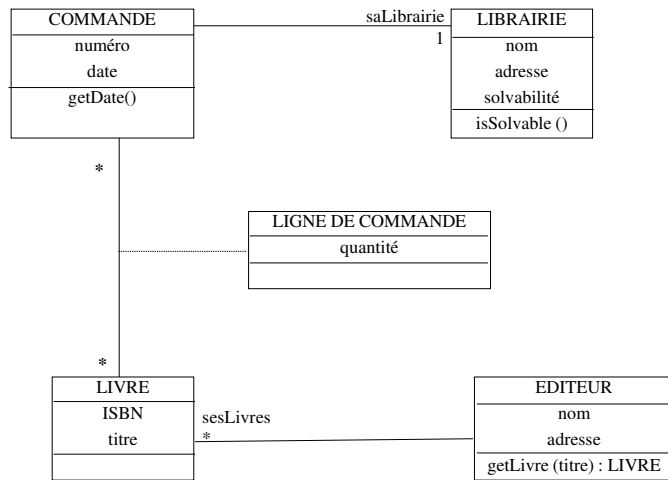 COMMANDE
numéro
date
getDate()
saLibrairie
1
LIBRAIRIE
nom
adresse
solvabilité
isSolvable ()
*
LIGNE DE COMMANDE
quantité
*
LIVRE
ISBN
titre
sesLivres
*
EDITEUR
nom
adresse
getLivre (titre) : LIVRE